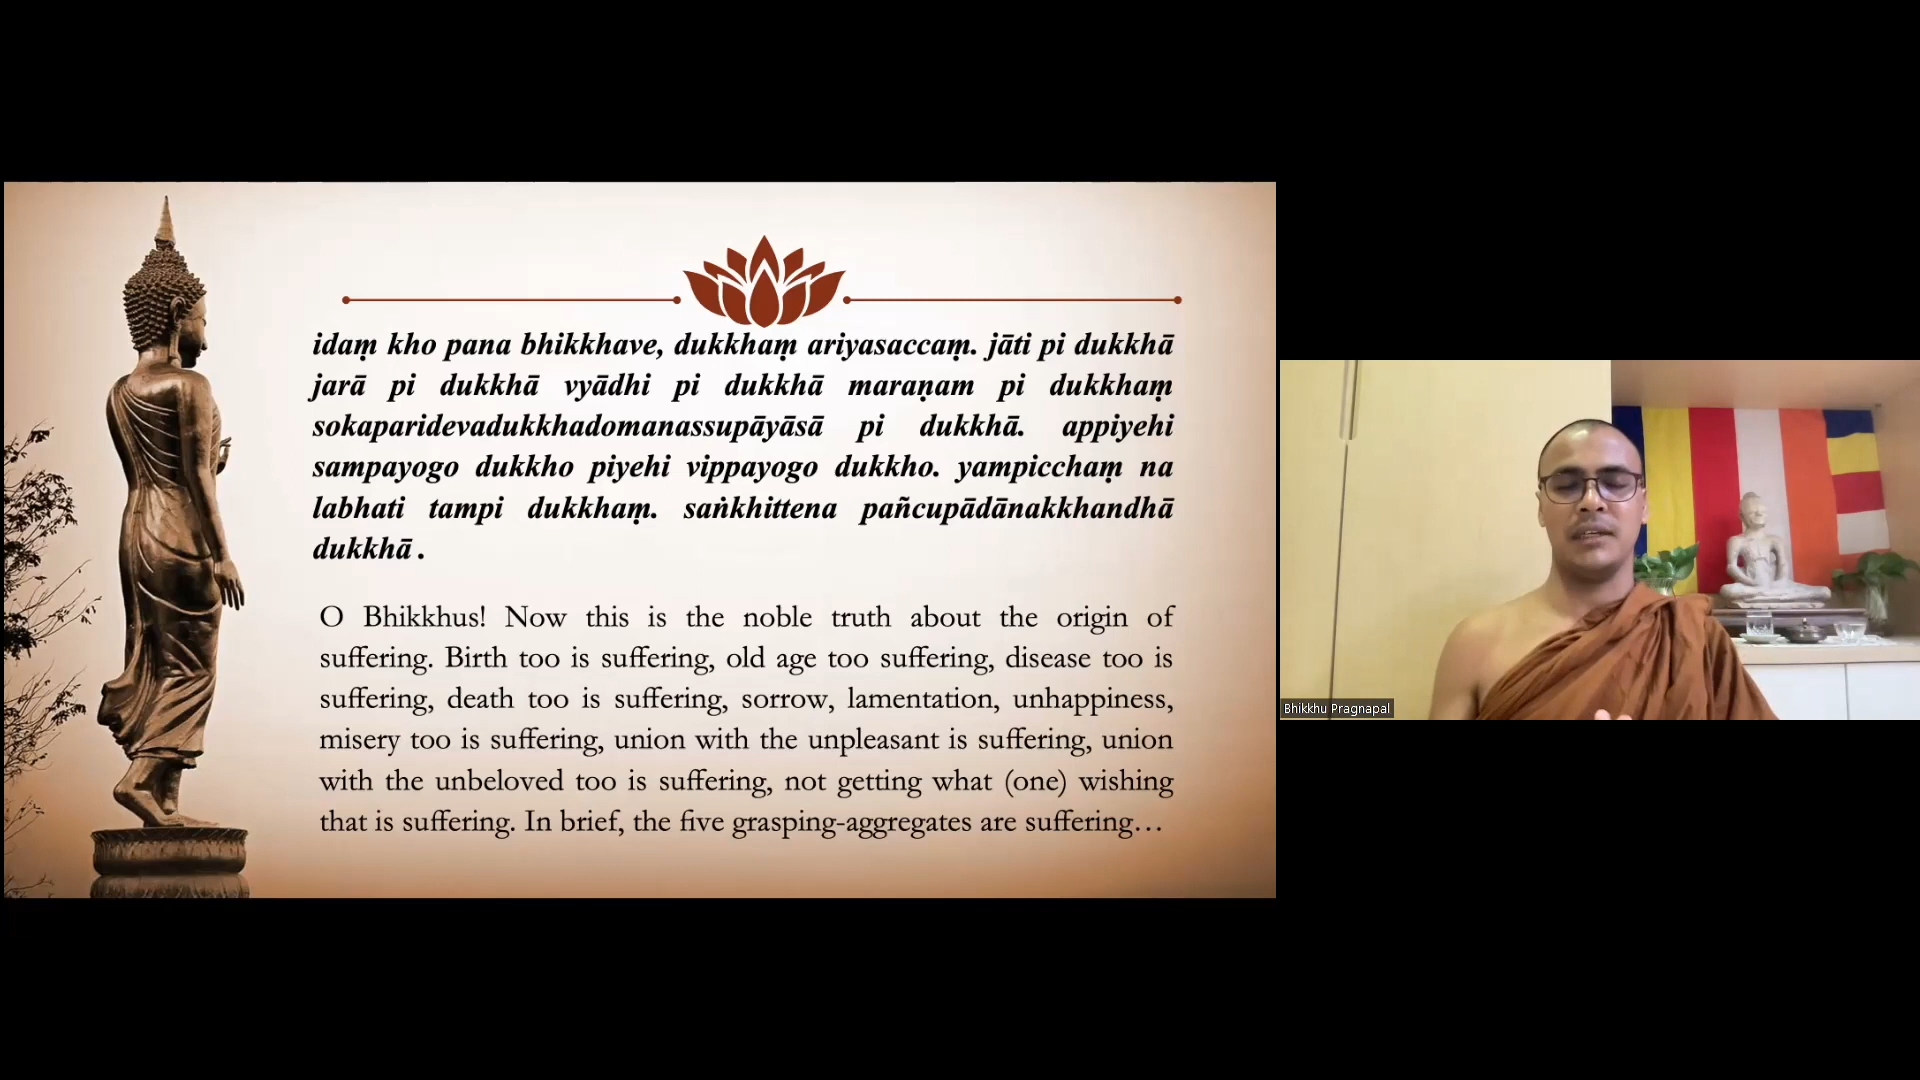 idaṃ kho pana bhikkhave, dukkhaṃ ariyasaccaṃ. jāti pi dukkhā
jarā pi dukkhā vyādhi pi dukkhā maraṇam pi dukkhaṃ
sokaparidevadukkhadomanassupāyāsā pi dukkhā. appiyehi
sampayogo dukkho piyehi vippayogo dukkho. yampicchaṃ na
labhati tampi dukkhaṃ. saṅkhittena pañcupādānakkhandhā
dukkhā .
O Bhikkhus! Now this is the noble truth about the origin of
suffering. Birth too is suffering, old age too suffering, disease too is
suffering, death too is suffering, sorrow, lamentation, unhappiness,
misery too is suffering, union with the unpleasant is suffering, union
with the unbeloved too is suffering, not getting what (one) wishing
that is suffering. In brief, the five grasping-aggregates are suffering…
Bhikkhu Pragnapal